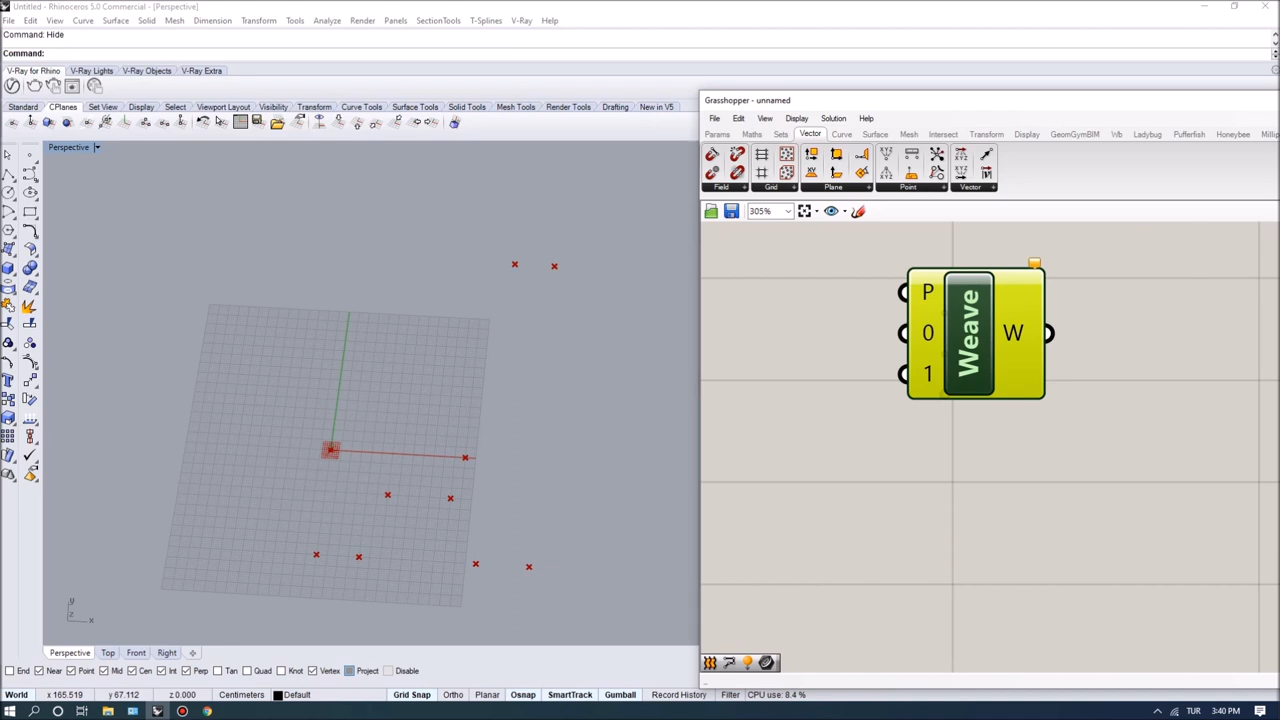 Untitled - Rhinoceros 5.0 Commercial - [Perspective]
File Edit View Curve Surface Solid Mesh Dimension Transform Tools Analyze Render Panels SectionTools T-Splines V-Ray Help
Command: Hide
Command:
V-Ray for Rhino V-Ray Lights V-Ray Objects V-Ray Extra
Standard CPlanes Set View Display Select Viewport Layout Visibility Transform Curve Tools Surface Tools Solid Tools Mesh Tools Render Tools Drafting New in V5
Perspective
Grasshopper - unnamed
File Edit View Display Solution Help
Params Maths Sets Vector Curve Surface Mesh Intersect Transform Display GeoGymBIM Wb Ladybug Pufferfish Honeybee
Field Grid Plane Point Vector
305%
P
0
1
Weave
W
z
y
x
Perspective Top Front Right
End Near Point Mid Cen Int Perp Tan Quad Knot Vertex Project Disable
World x 165.519 y 67.112 z 0.000 Centimeters Default Grid Snap Ortho Planar Osnap SmartTrack Gumball Record History Filter CPU use: 8.4 %
TUR 3:40 PM